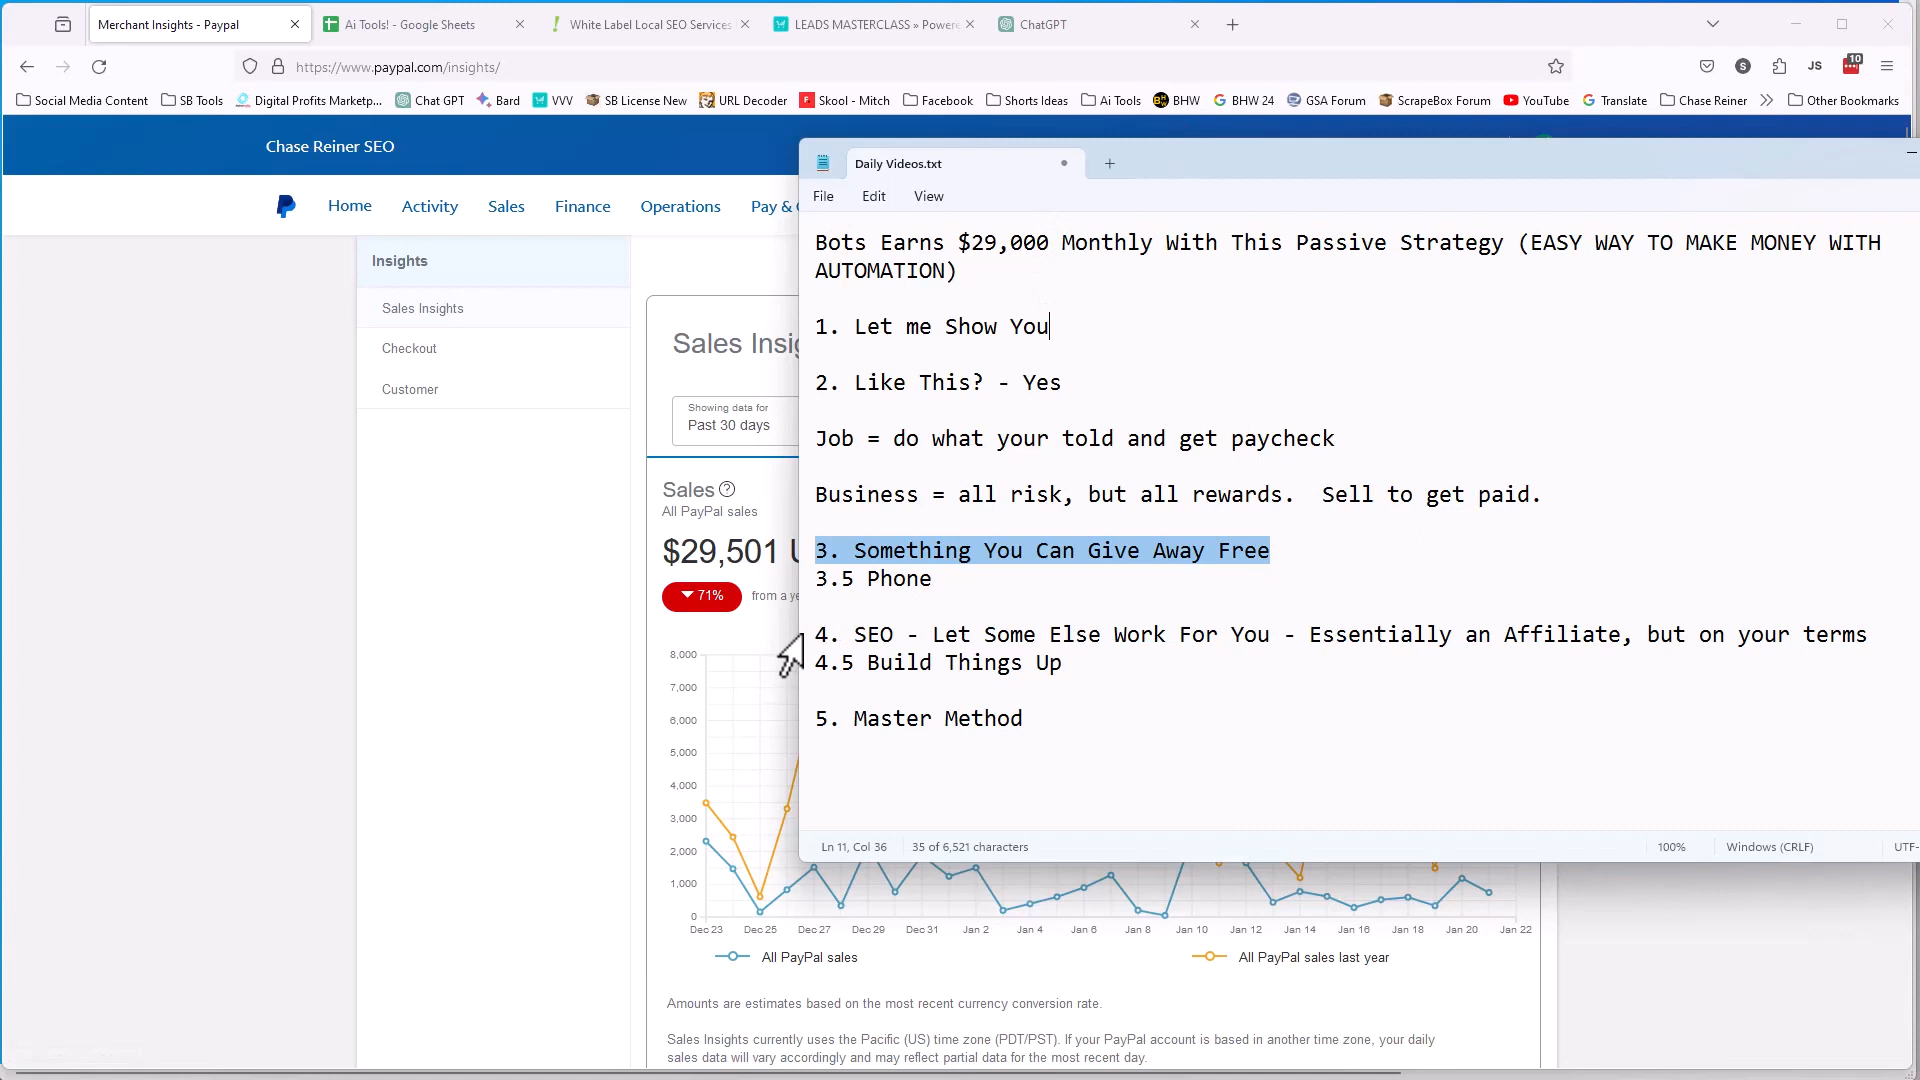 Merchant Insights - Paypal
Ai Tools! - Google Sheets
White Label Local SEO Services
LEADS MASTERCLASS » Powere
ChatGPT
https://www.paypal.com/insights/
JS
10
Social Media Content
SB Tools
Digital Profits Marketp...
Chat GPT
Bard
VVV
SB License New
URL Decoder
Skool - Mitch
Facebook
Shorts Ideas
Ai Tools
BHW
BHW 24
GSA Forum
ScrapeBox Forum
YouTube
Translate
Chase Reiner
Other Bookmarks
Chase Reiner SEO
Home
Activity
Sales
Finance
Operations
Pay &
Insights
Sales Insights
Checkout
Customer
Sales Insig
Showing data for
Past 30 days
Sales
All PayPal sales
$29,501 U
71%
from a ye
8,000
7,000
6,000
5,000
4,000
3,000
2,000
1,000
0
Dec 23
Dec 25
Dec 27
Dec 29
Dec 31
Jan 2
Jan 4
Jan 6
Jan 8
Jan 10
Jan 12
Jan 14
Jan 16
Jan 18
Jan 20
Jan 22
All PayPal sales
All PayPal sales last year
Amounts are estimates based on the most recent currency conversion rate.
Sales Insights currently uses the Pacific (US) time zone (PDT/PST). If your PayPal account is based in another time zone, your daily
sales data will vary accordingly and may reflect partial data for the most recent day.
Daily Videos.txt
File
Edit
View
Bots Earns $29,000 Monthly With This Passive Strategy (EASY WAY TO MAKE MONEY WITH
AUTOMATION)
1. Let me Show You
2. Like This? - Yes
Job = do what your told and get paycheck
Business = all risk, but all rewards.  Sell to get paid.
3. Something You Can Give Away Free
3.5 Phone
4. SEO - Let Some Else Work For You - Essentially an Affiliate, but on your terms
4.5 Build Things Up
5. Master Method
Ln 11, Col 36
35 of 6,521 characters
100%
Windows (CRLF)
UTF-